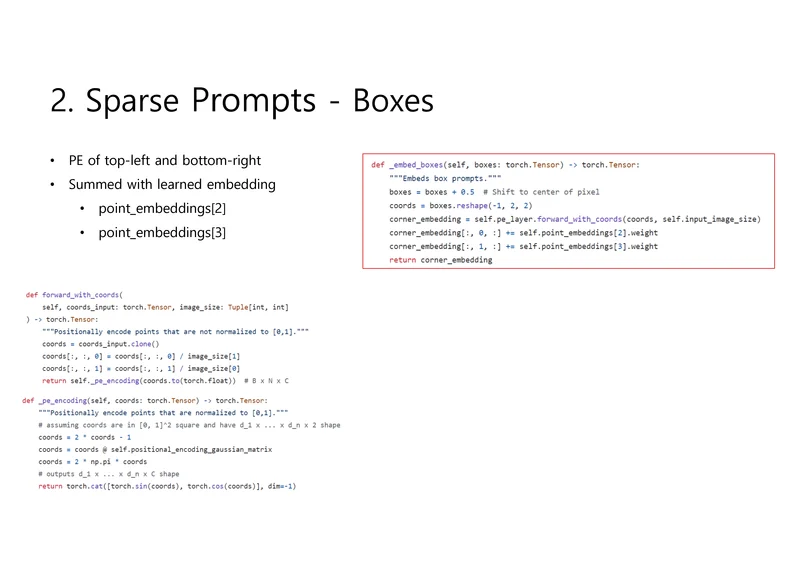 2. Sparse Prompts - Boxes
• PE of top-left and bottom-right
• Summed with learned embedding
• point_embeddings[2]
• point_embeddings[3]
def _embed_boxes(self, boxes: torch.Tensor) -> torch.Tensor:
"""Embeds box prompts."""
boxes = boxes + 0.5  # Shift to center of pixel
coords = boxes.reshape(-1, 2, 2)
corner_embedding = self.pe_layer.forward_with_coords(coords, self.input_image_size)
corner_embedding[:, 0, :] += self.point_embeddings[2].weight
corner_embedding[:, 1, :] += self.point_embeddings[3].weight
return corner_embedding
def forward_with_coords(
self, coords_input: torch.Tensor, image_size: Tuple[int, int]
) -> torch.Tensor:
"""Positionally encode points that are not normalized to [0,1]."""
coords = coords_input.clone()
coords[:, :, 0] = coords[:, :, 0] / image_size[1]
coords[:, :, 1] = coords[:, :, 1] / image_size[0]
return self._pe_encoding(coords.to(torch.float))  # B x N x C
def _pe_encoding(self, coords: torch.Tensor) -> torch.Tensor:
"""Positionally encode points that are normalized to [0,1]."""
# assuming coords are in [0, 1]^2 square and have d_1 x ... x d_n x 2 shape
coords = 2 * coords - 1
coords = coords @ self.positional_encoding_gaussian_matrix
coords = 2 * np.pi * coords
# outputs d_1 x ... x d_n x C shape
return torch.cat([torch.sin(coords), torch.cos(coords)], dim=-1)